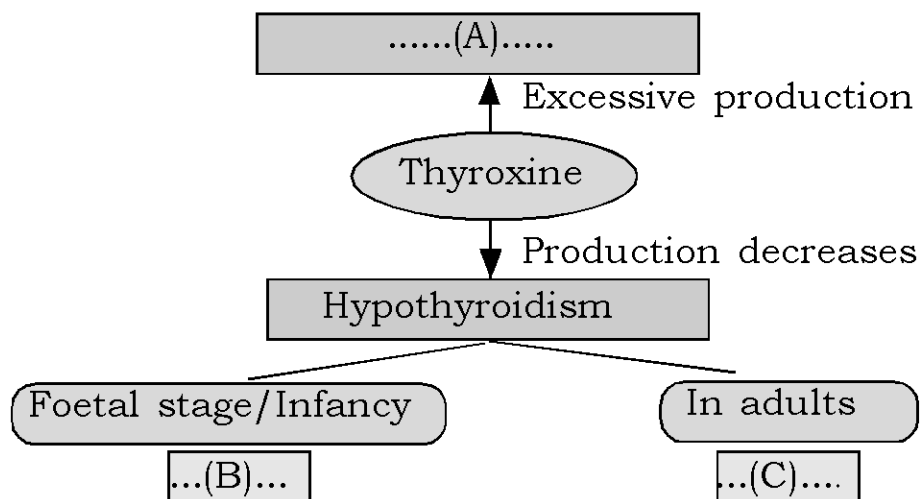 ......(A).....
Excessive production
Thyroxine
Production decreases
Hypothyroidism
Foetal stage/Infancy
In adults
...(B)...
...(C)....